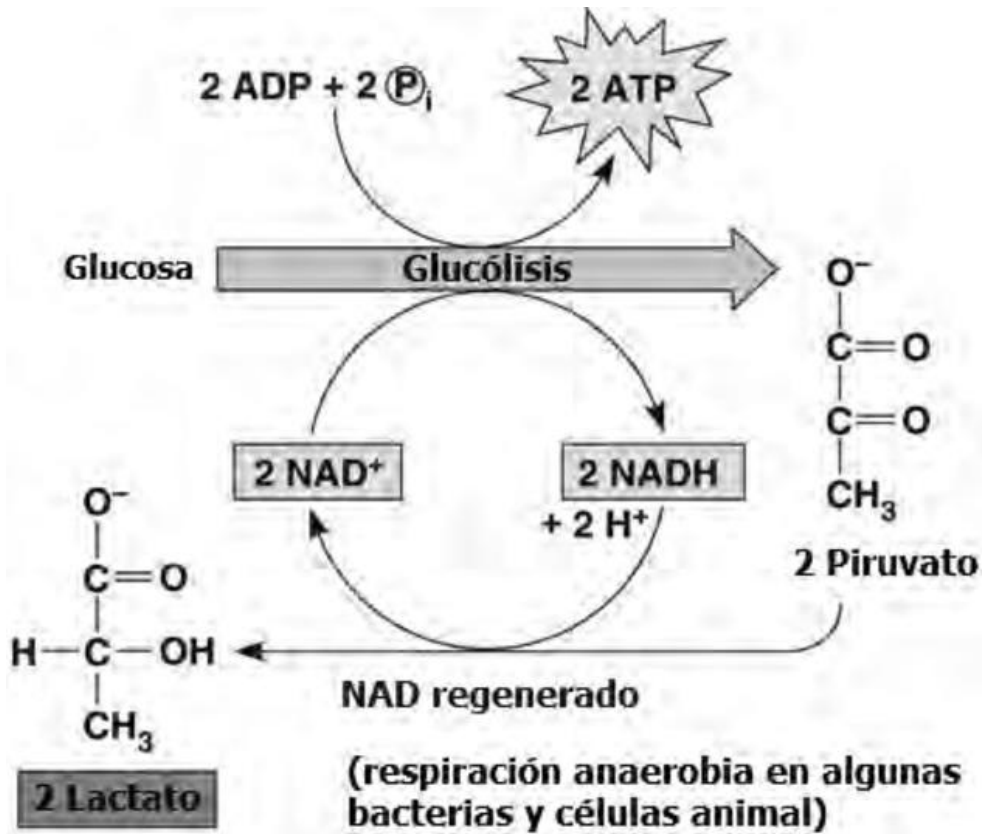 2 ADP + 2 Pi
2 ATP
Glucosa
Glucólisis
O⁻
C=O
C=O
CH₃
2 Piruvato
2 NAD⁺
2 NADH
+ 2 H⁺
O⁻
C=O
H—C—OH
CH₃
2 Lactato
NAD regenerado
(respiración anaerobia en algunas
bacterias y células animal)